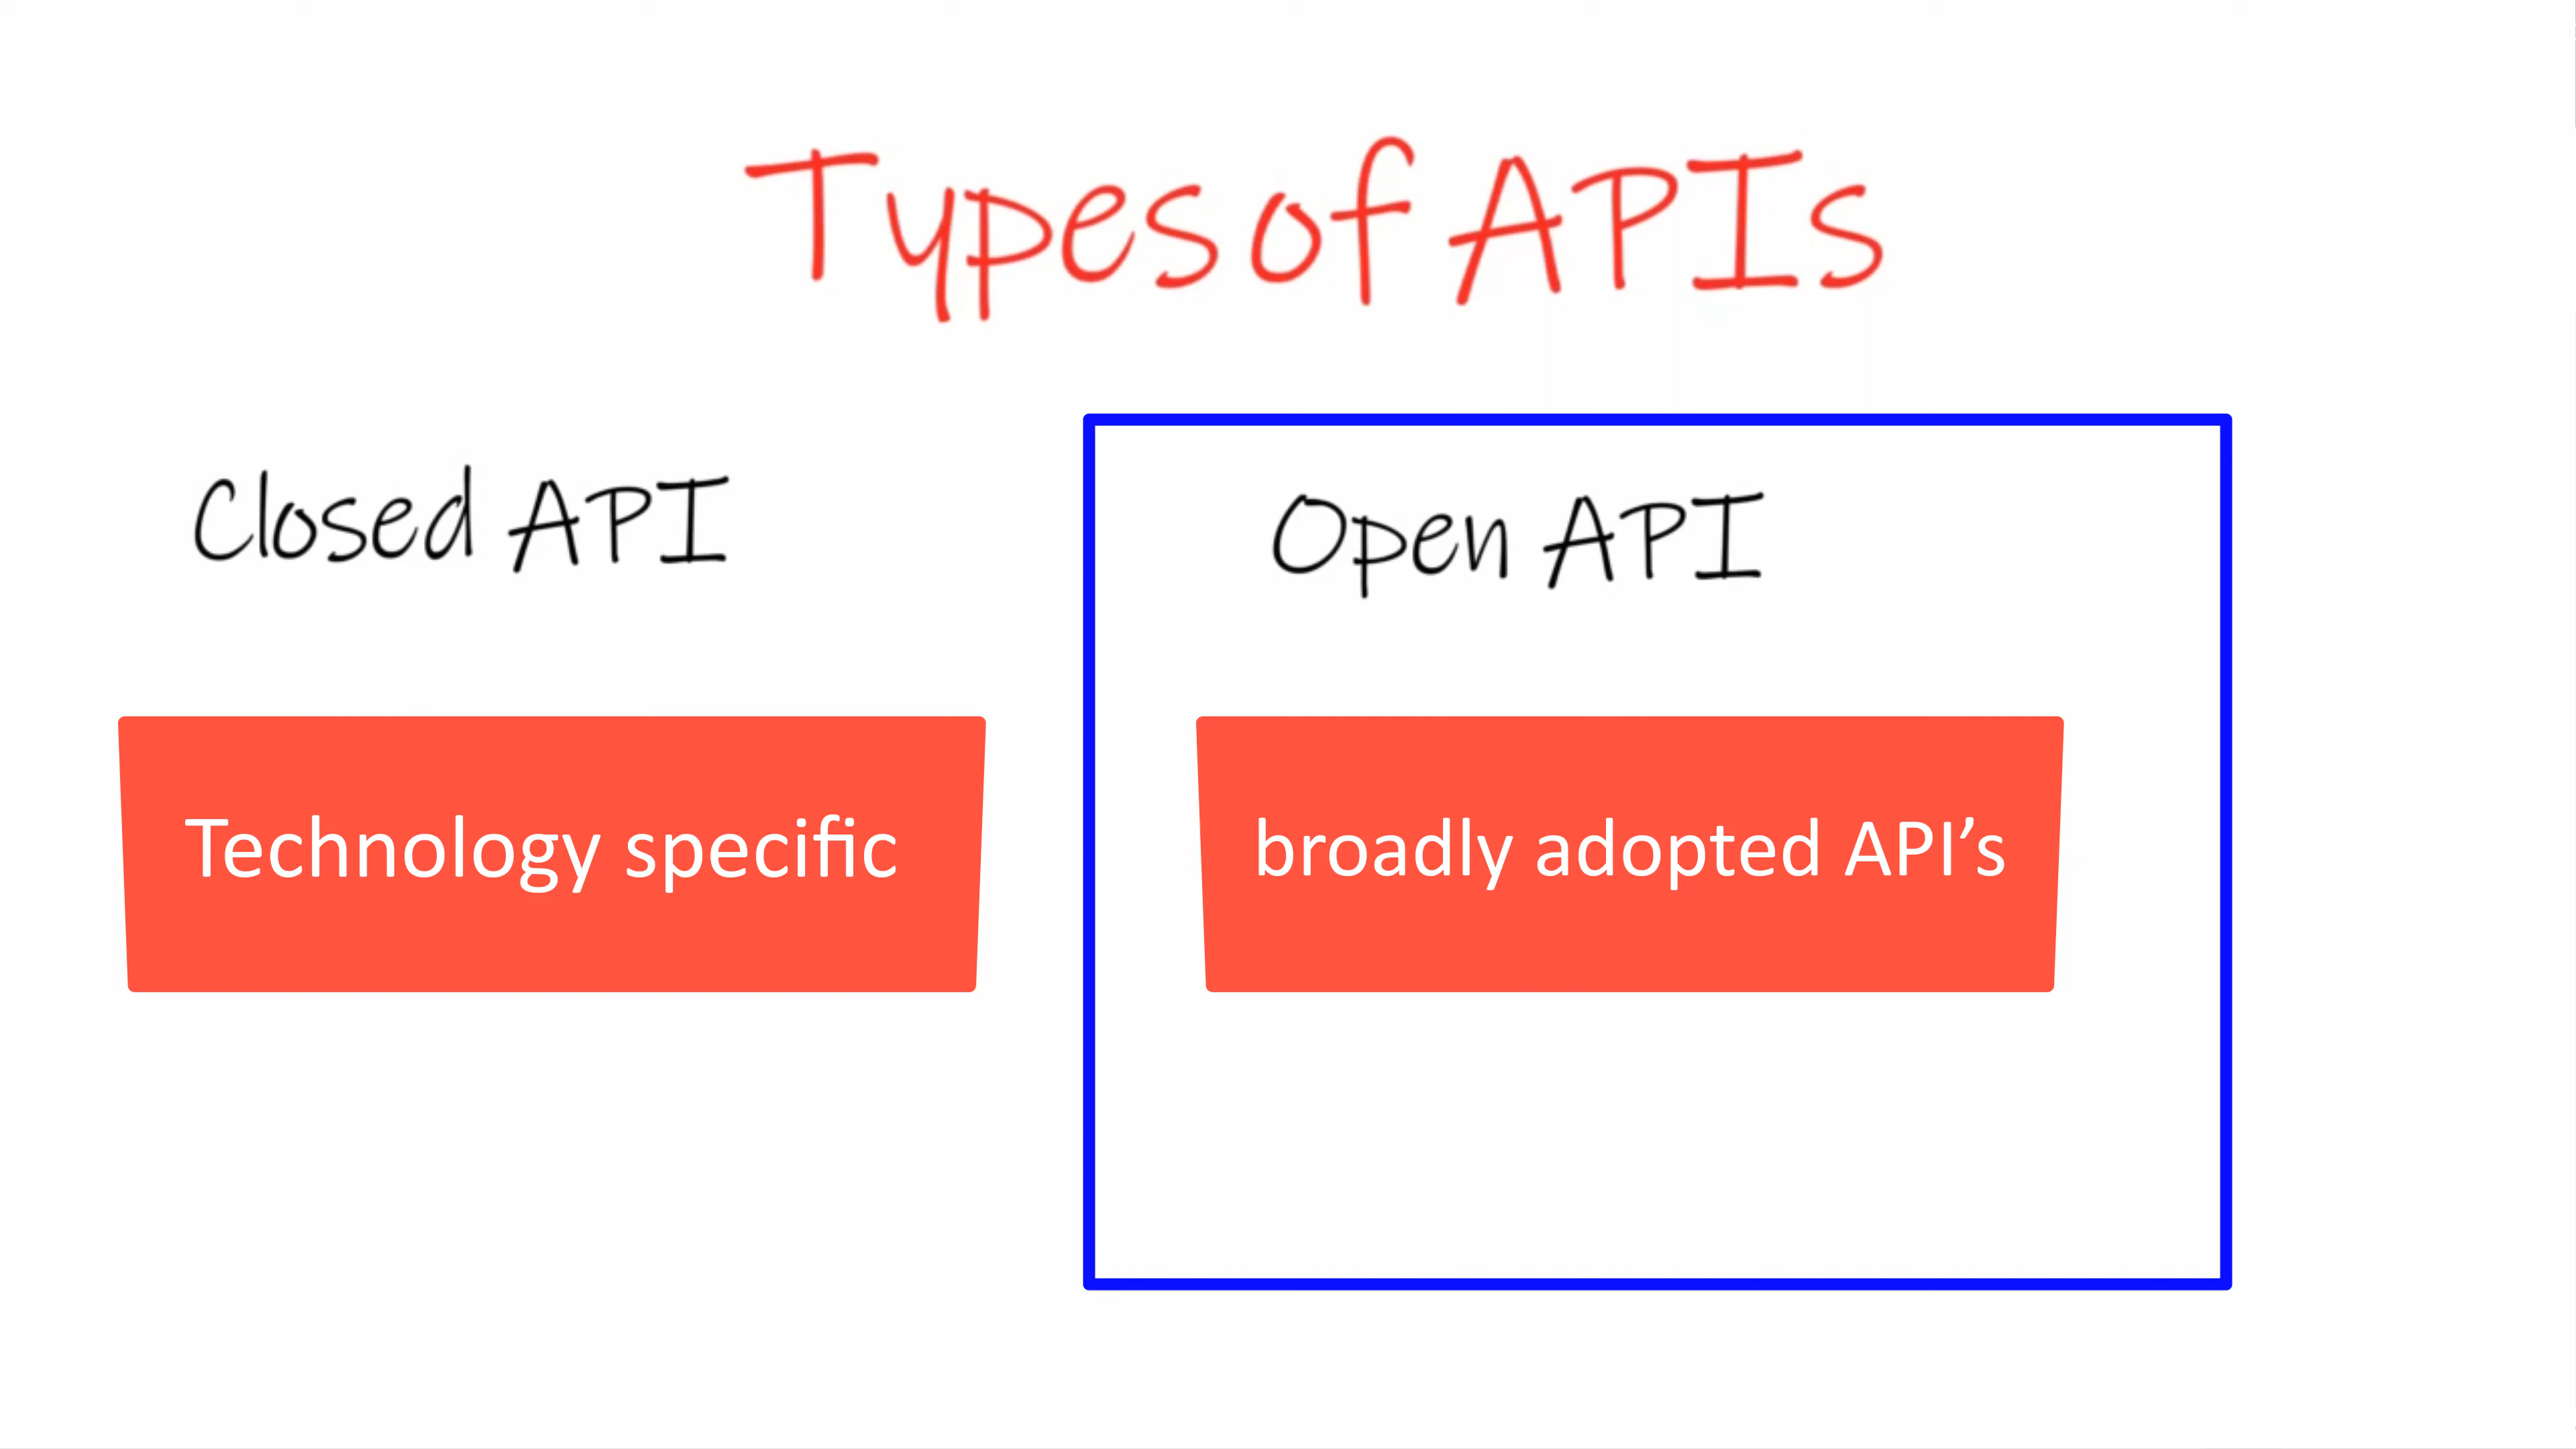 Types of APIs
Closed API
Open API
Technology specific
broadly adopted API’s